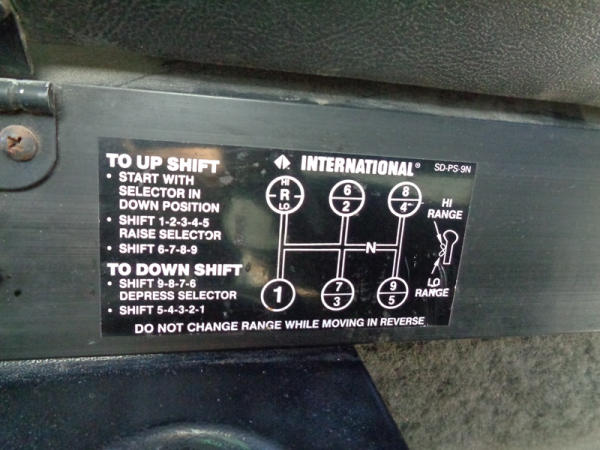 TO UP SHIFT
• START WITH
SELECTOR IN
DOWN POSITION
• SHIFT 1-2-3-4-5
RAISE SELECTOR
• SHIFT 6-7-8-9
TO DOWN SHIFT
• SHIFT 9-8-7-6
DEPRESS SELECTOR
• SHIFT 5-4-3-2-1
INTERNATIONAL®
SD-PS-9N
HI
R
LO
6
2
8
4
N
1
7
3
9
5
HI
RANGE
LO
RANGE
DO NOT CHANGE RANGE WHILE MOVING IN REVERSE